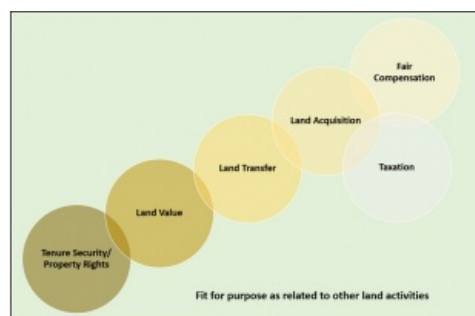 Fair
Compensation
Land Acquisition
Land Transfer
Taxation
Land Value
Tenure Security/
Property Rights
Fit for purpose as related to other land activities